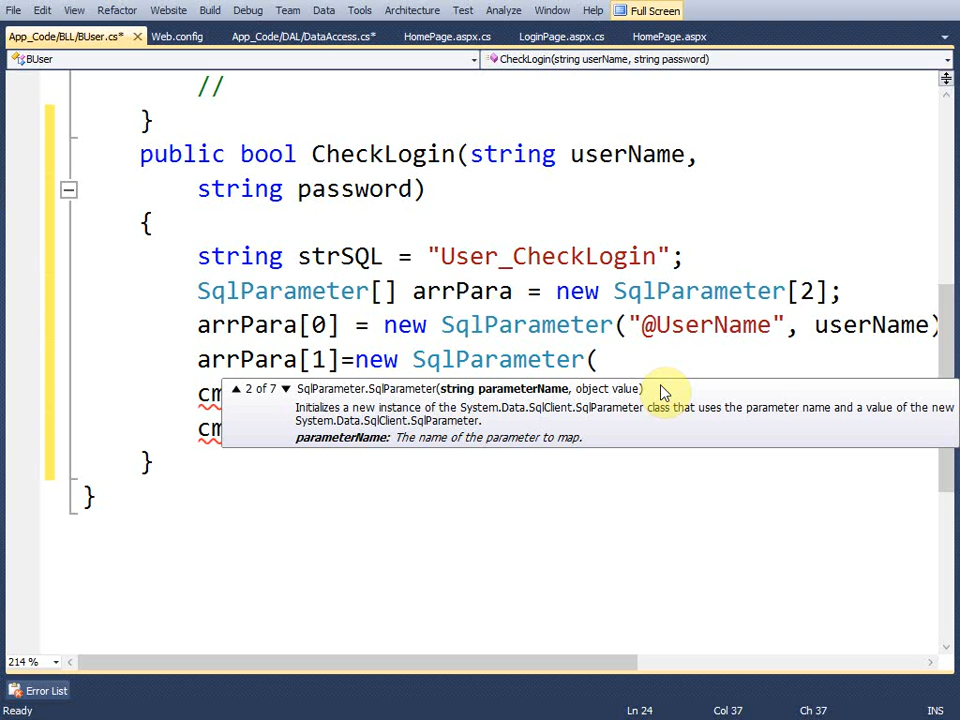 File Edit View Refactor Website Build Debug Team Data Tools Architecture Test Analyze Window Help Full Screen
App_Code/BLL/BUser.cs* Web.config App_Code/DAL/DataAccess.cs* HomePage.aspx.cs LoginPage.aspx.cs HomePage.aspx
BUser CheckLogin(string userName, string password)
//
}
public bool CheckLogin(string userName,
string password)
{
string strSQL = "User_CheckLogin";
SqlParameter[] arrPara = new SqlParameter[2];
arrPara[0] = new SqlParameter("@UserName", userName)
arrPara[1]=new SqlParameter(
2 of 7 SqlParameter.SqlParameter(string parameterName, object value)
cm
Initializes a new instance of the System.Data.SqlClient.SqlParameter class that uses the parameter name and a value of the new
System.Data.SqlClient.SqlParameter.
cm
parameterName: The name of the parameter to map.
}
}
214 %
Error List
Ready Ln 24 Col 37 Ch 37 INS